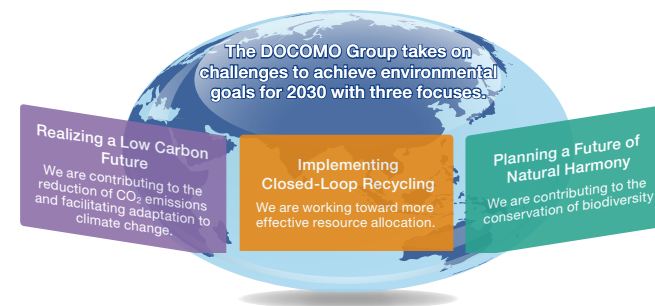 The DOCOMO Group takes on
challenges to achieve environmental
goals for 2030 with three focuses.
Realizing a Low Carbon
Future
We are contributing to the
reduction of CO₂ emissions
and facilitating adaptation to
climate change.
Implementing
Closed-Loop Recycling
We are working toward more
effective resource allocation.
Planning a Future of
Natural Harmony
We are contributing to the
conservation of biodiversity